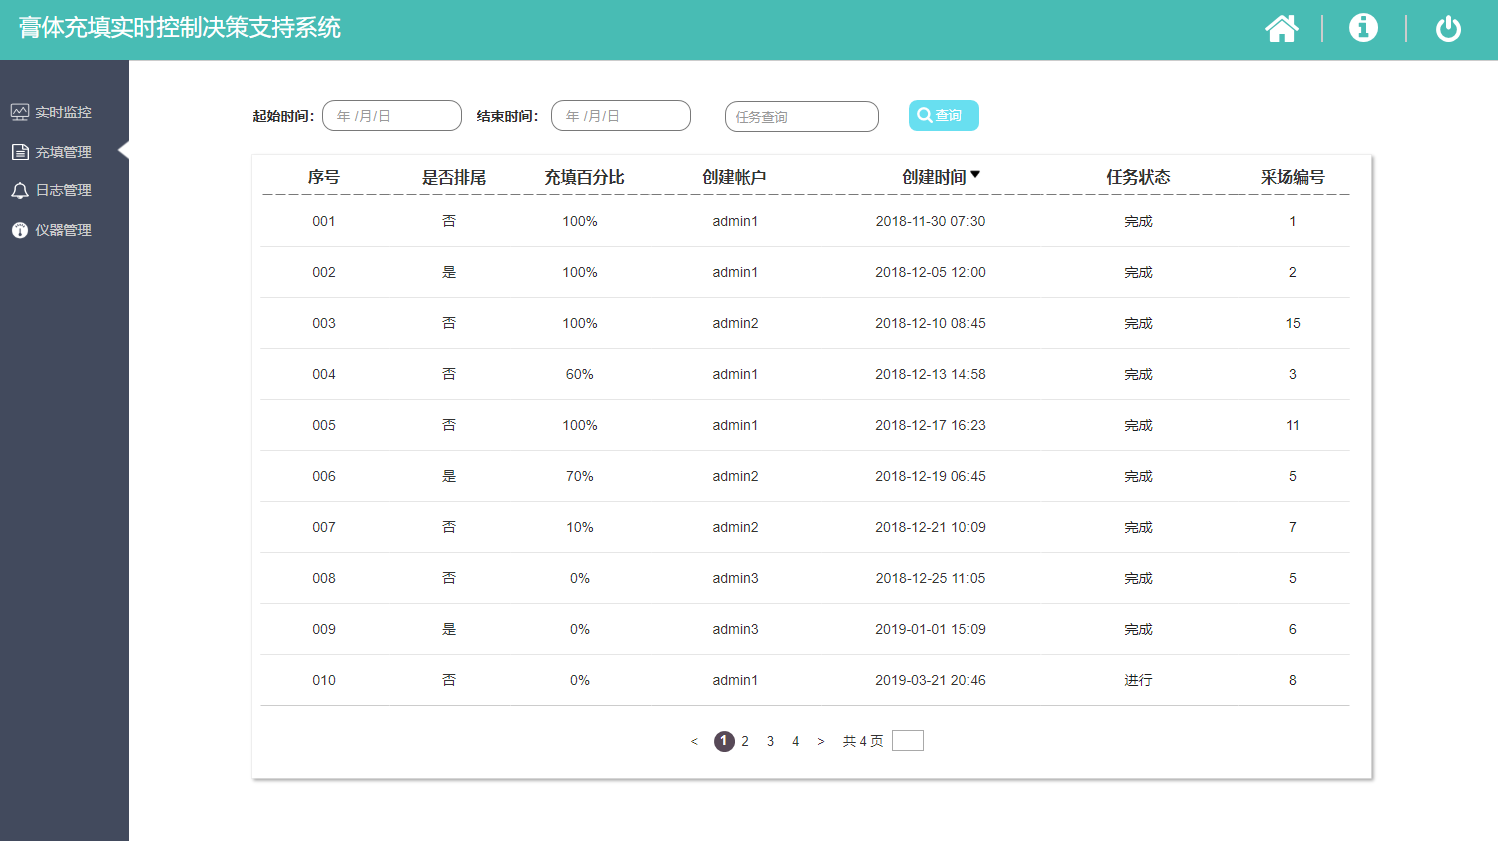 膏体充填实时控制决策支持系统
实时监控
充填管理
日志管理
仪器管理
起始时间： 年 /月/日 结束时间： 年 /月/日 任务查询 查询
序号 是否排尾 充填百分比 创建帐户 创建时间 任务状态 采场编号
001 否 100% admin1 2018-11-30 07:30 完成 1
002 是 100% admin1 2018-12-05 12:00 完成 2
003 否 100% admin2 2018-12-10 08:45 完成 15
004 否 60% admin1 2018-12-13 14:58 完成 3
005 否 100% admin1 2018-12-17 16:23 完成 11
006 是 70% admin2 2018-12-19 06:45 完成 5
007 否 10% admin2 2018-12-21 10:09 完成 7
008 否 0% admin3 2018-12-25 11:05 完成 5
009 是 0% admin3 2019-01-01 15:09 完成 6
010 否 0% admin1 2019-03-21 20:46 进行 8
< 1 2 3 4 > 共 4 页